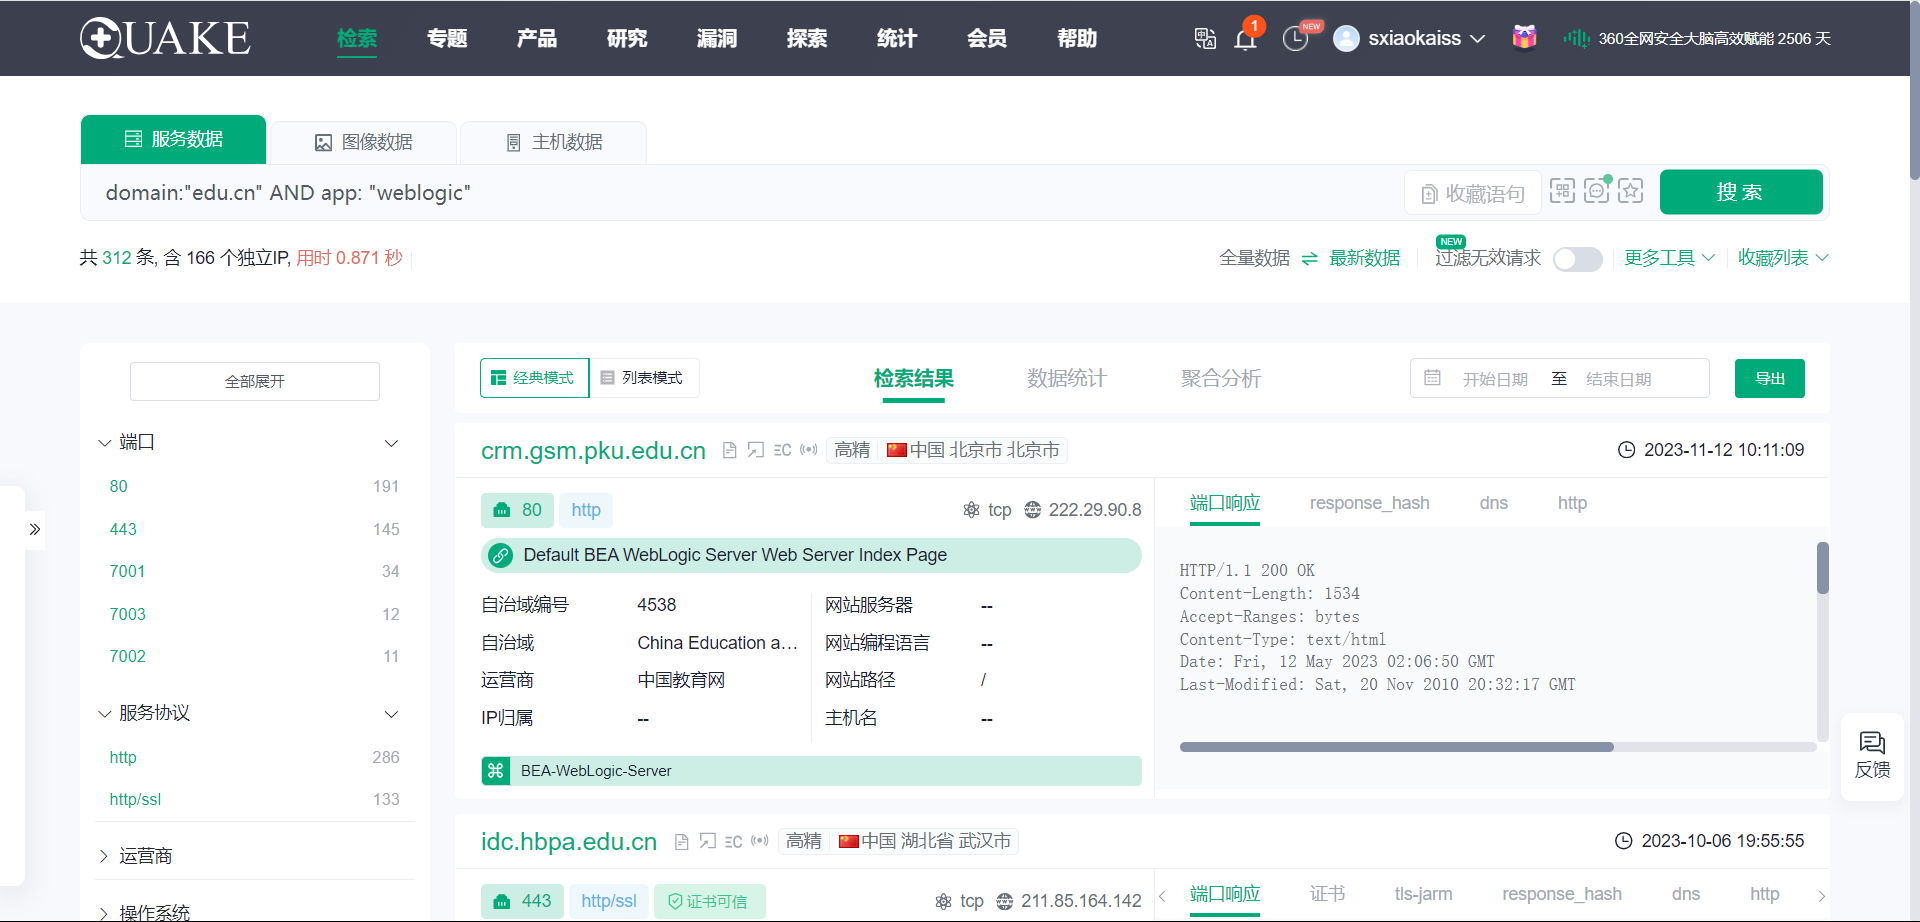 QUAKE 检索 专题 产品 研究 漏洞 探索 统计 会员 帮助 1 NEW sxiaokaiss 360全网安全大脑高效赋能 2506 天
服务数据 图像数据 主机数据
domain:"edu.cn" AND app: "weblogic" 收藏语句 搜 索
共 312 条, 含 166 个独立IP, 用时 0.871 秒 全量数据 最新数据 NEW 过滤无效请求 更多工具 收藏列表
全部展开 经典模式 列表模式 检索结果 数据统计 聚合分析 开始日期 至 结束日期 导出
端口
80 191
443 145
7001 34
7003 12
7002 11
服务协议
http 286
http/ssl 133
运营商
操作系统
crm.gsm.pku.edu.cn 高精 中国 北京市 北京市 2023-11-12 10:11:09
80 http tcp 222.29.90.8
Default BEA WebLogic Server Web Server Index Page
自治域编号 4538 网站服务器 --
自治域 China Education a... 网站编程语言 --
运营商 中国教育网 网站路径 /
IP归属 -- 主机名 --
BEA-WebLogic-Server
端口响应 response_hash dns http
HTTP/1.1 200 OK
Content-Length: 1534
Accept-Ranges: bytes
Content-Type: text/html
Date: Fri, 12 May 2023 02:06:50 GMT
Last-Modified: Sat, 20 Nov 2010 20:32:17 GMT
反馈
idc.hbpa.edu.cn 高精 中国 湖北省 武汉市 2023-10-06 19:55:55
443 http/ssl 证书可信 tcp 211.85.164.142
端口响应 证书 tls-jarm response_hash dns http